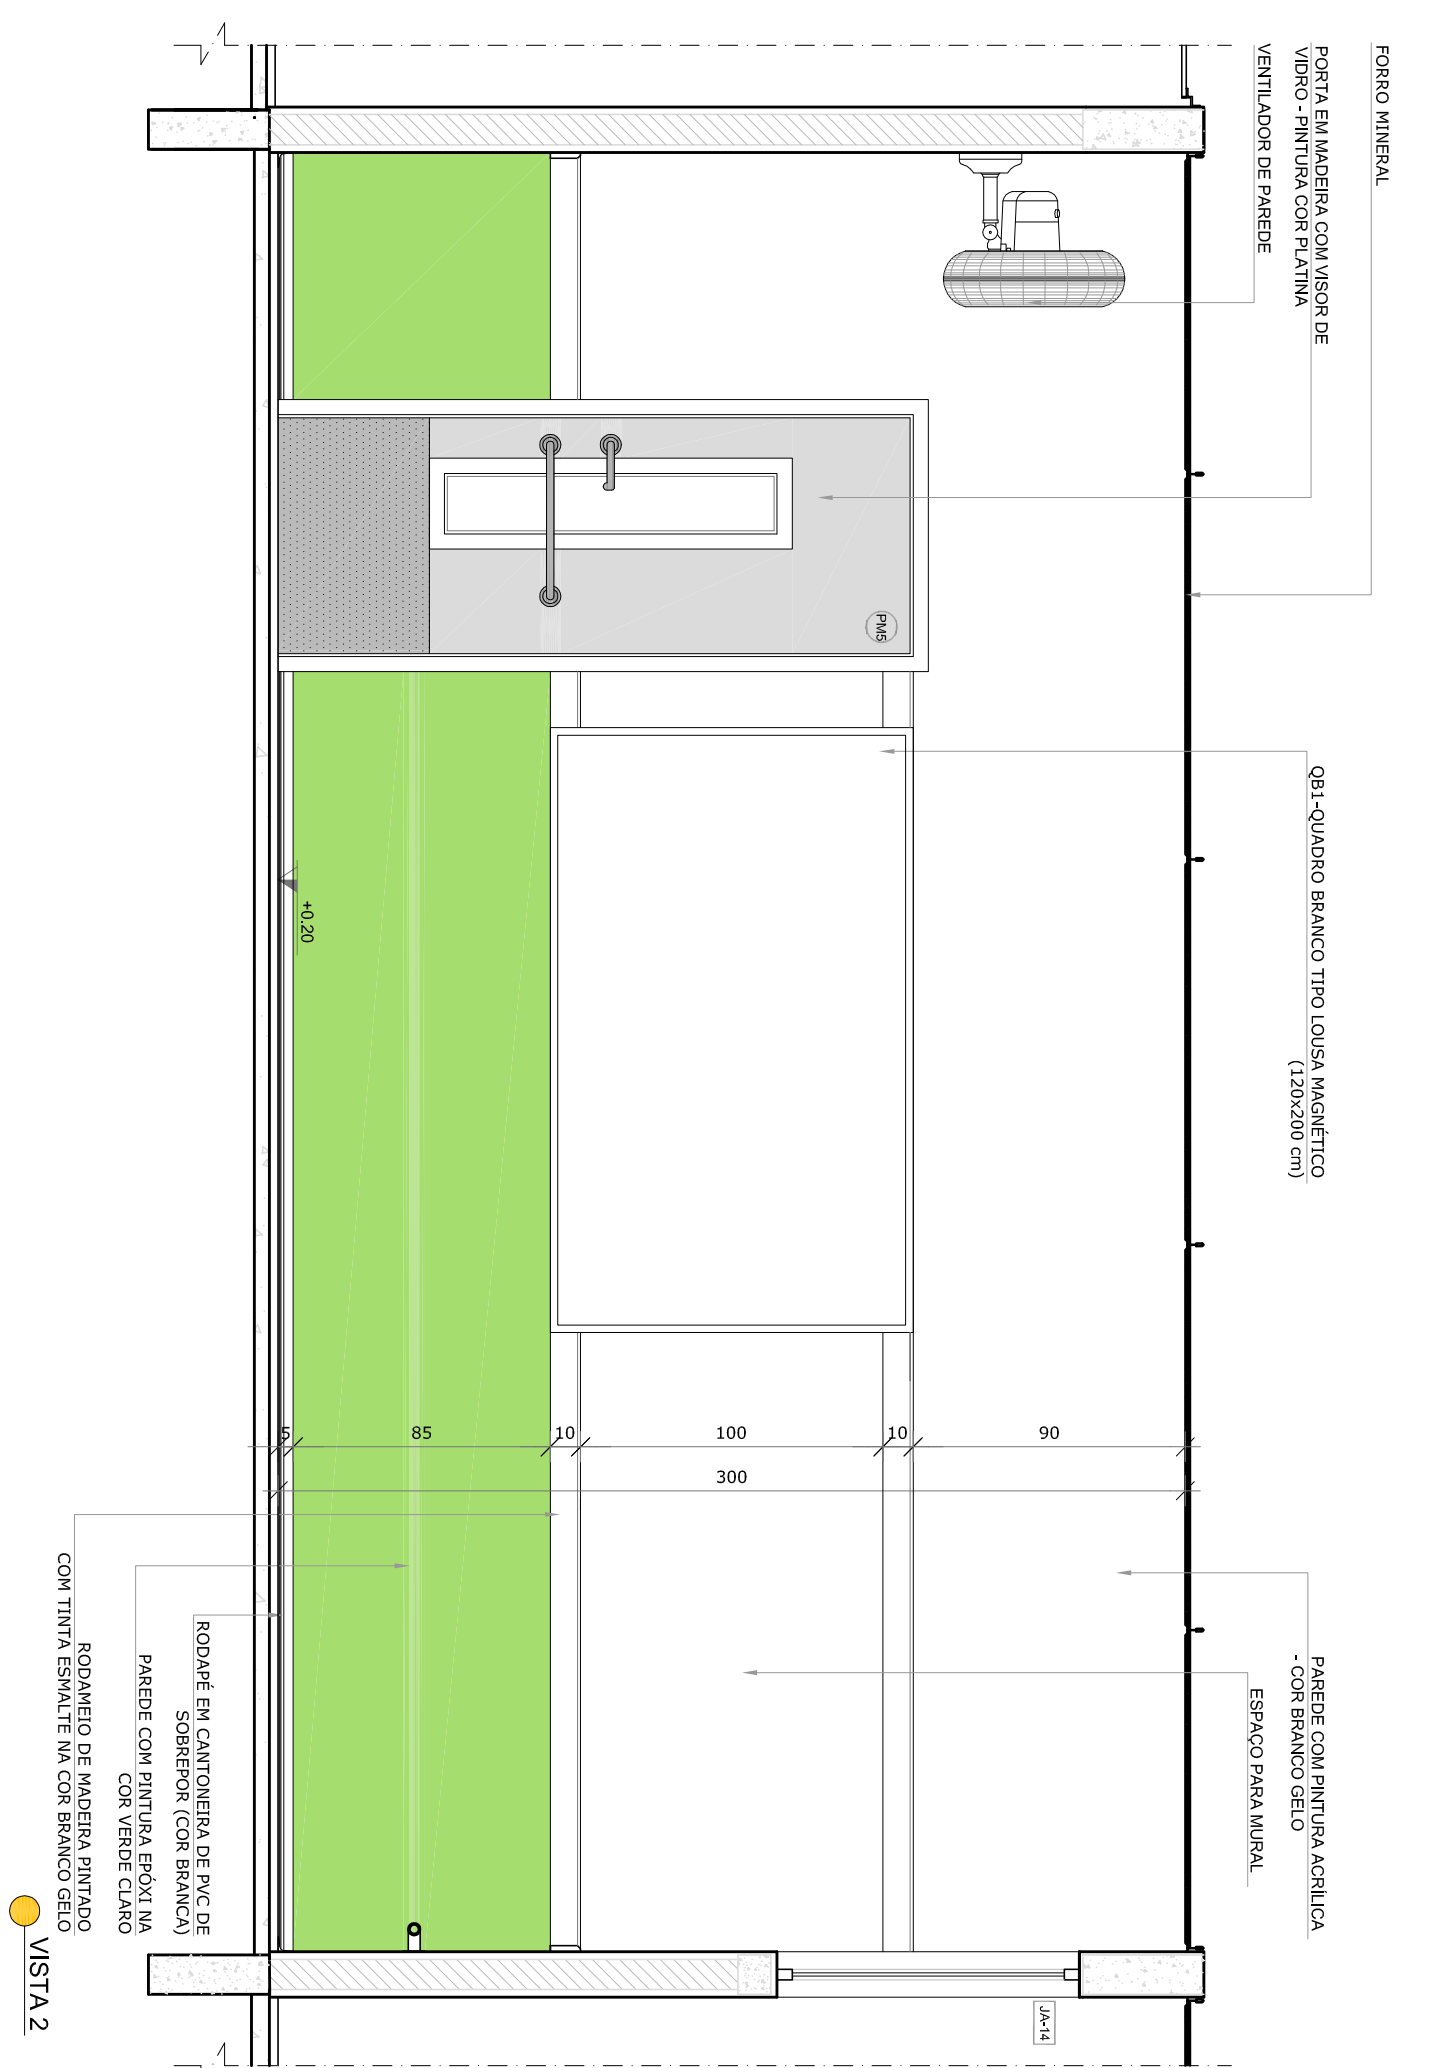 FORRO MINERAL
PORTA EM MADEIRA COM VISOR DE
VIDRO - PINTURA COR PLATINA
VENTILADOR DE PAREDE
QB1-QUADRO BRANCO TIPO LOUSA MAGNÉTICO
(120x200 cm)
PAREDE COM PINTURA ACRÍLICA
- COR BRANCO GELO
ESPAÇO PARA MURAL
PM5
JA-14
90
10
100
10
85
5
300
+0.20
RODAPÉ EM CANTONEIRA DE PVC DE
SOBREPOR (COR BRANCA)
PAREDE COM PINTURA EPÓXI NA
COR VERDE CLARO
RODAMEIO DE MADEIRA PINTADO
COM TINTA ESMALTE NA COR BRANCO GELO
VISTA 2